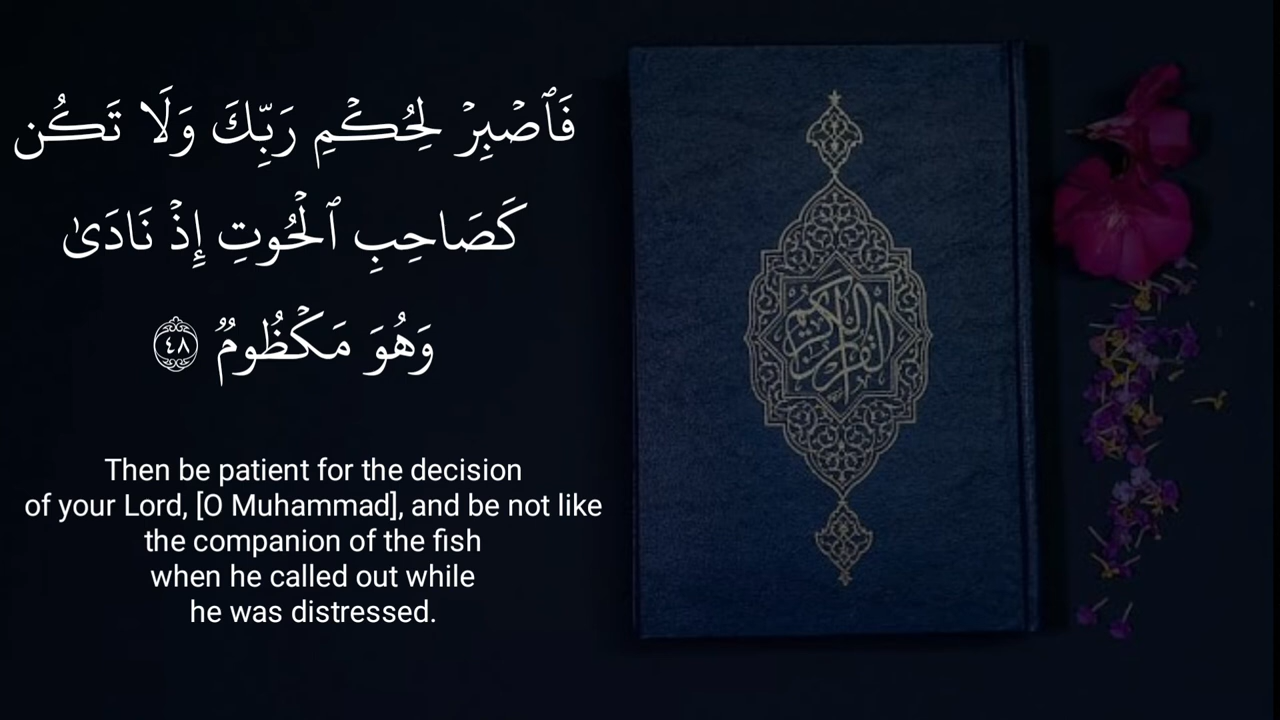 فَٱصۡبِرۡ لِحُكۡمِ رَبِّكَ وَلَا تَكُن
كَصَاحِبِ ٱلۡحُوتِ إِذۡ نَادَىٰ
وَهُوَ مَكۡظُومٞ ٤٨
Then be patient for the decision
of your Lord, [O Muhammad], and be not like
the companion of the fish
when he called out while
he was distressed.
القرآن الكريم